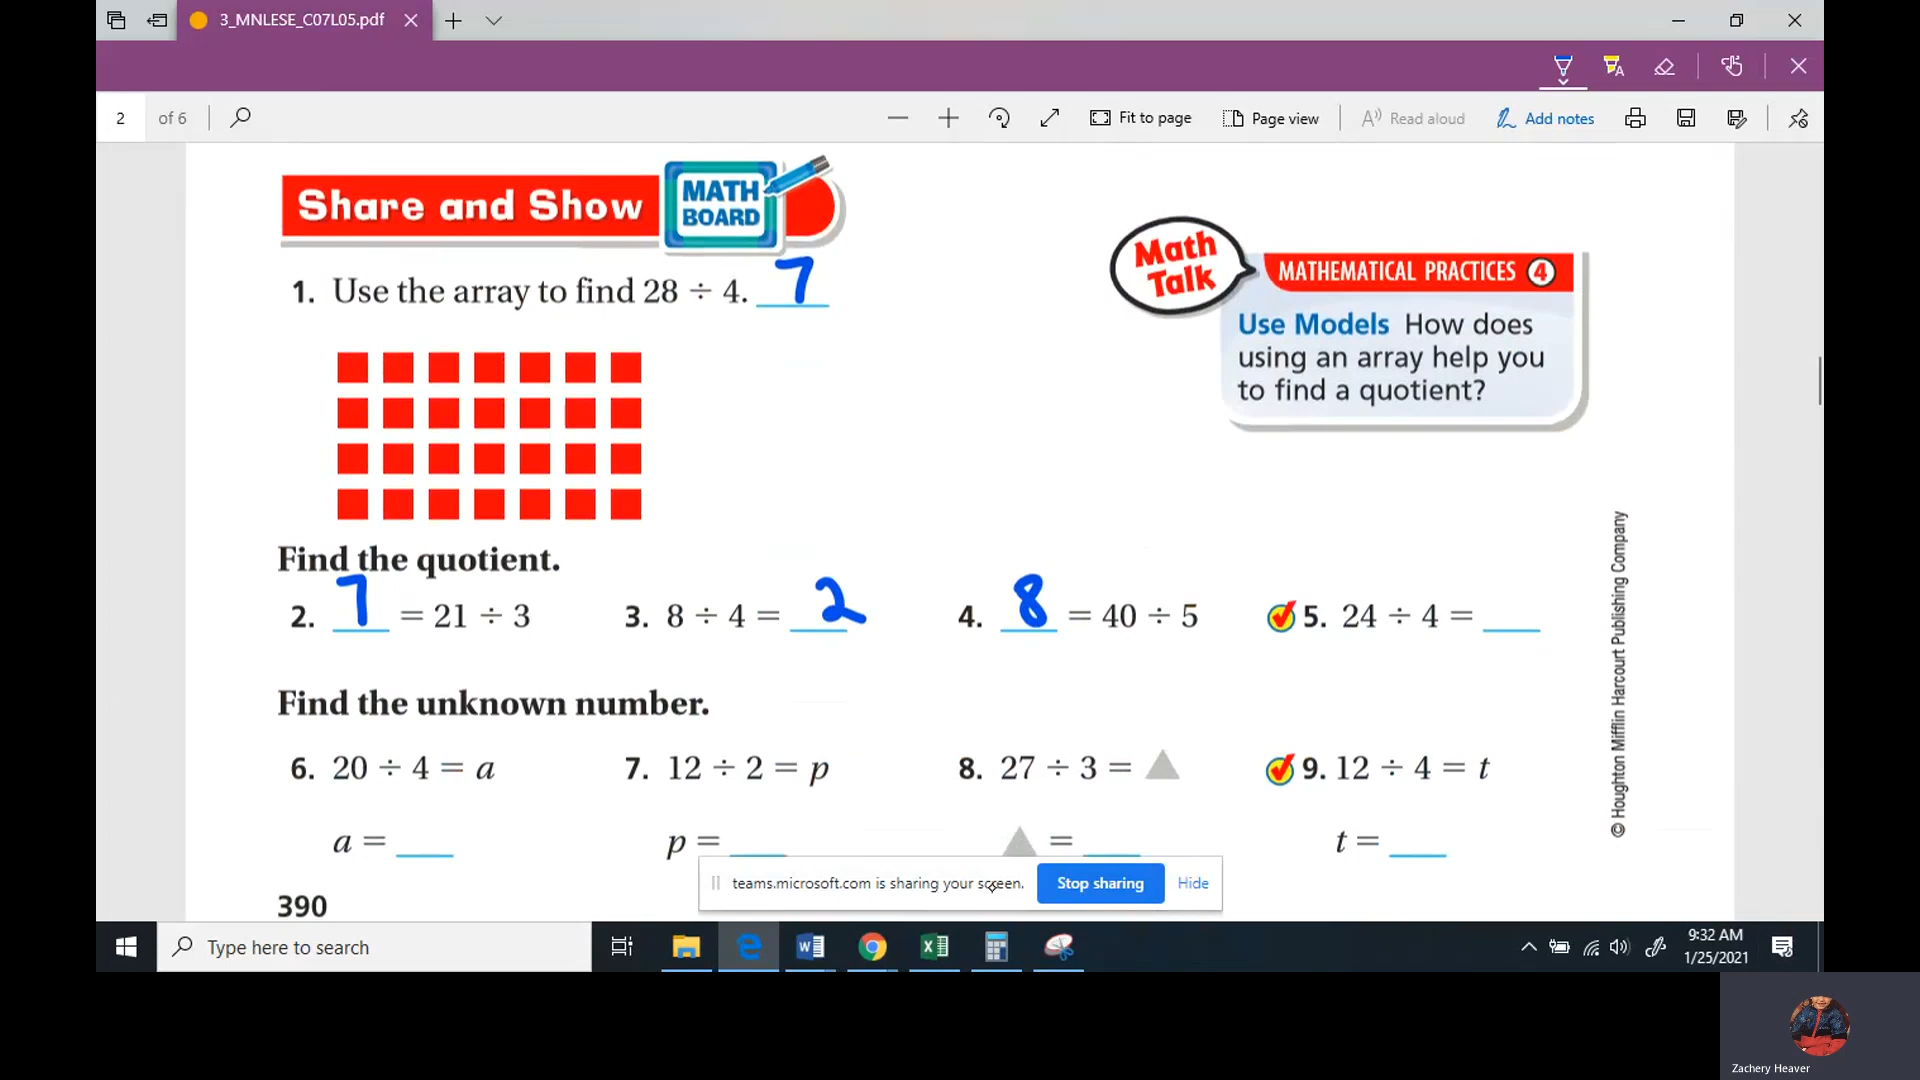 3_MNLESE_C07L05.pdf
2 of 6 Fit to page Page view Read aloud Add notes
Share and Show MATH BOARD
1. Use the array to find 28 ÷ 4. 7
Math Talk
MATHEMATICAL PRACTICES 4
Use Models How does
using an array help you
to find a quotient?
Find the quotient.
2. 7 = 21 ÷ 3 3. 8 ÷ 4 = 2 4. 8 = 40 ÷ 5 5. 24 ÷ 4 = ___
Find the unknown number.
6. 20 ÷ 4 = a 7. 12 ÷ 2 = p 8. 27 ÷ 3 = ▲ 9. 12 ÷ 4 = t
a = ___ p = ___ ▲ = ___ t = ___
© Houghton Mifflin Harcourt Publishing Company
teams.microsoft.com is sharing your screen. Stop sharing Hide
390
Type here to search
9:32 AM
1/25/2021
Zachery Heaver